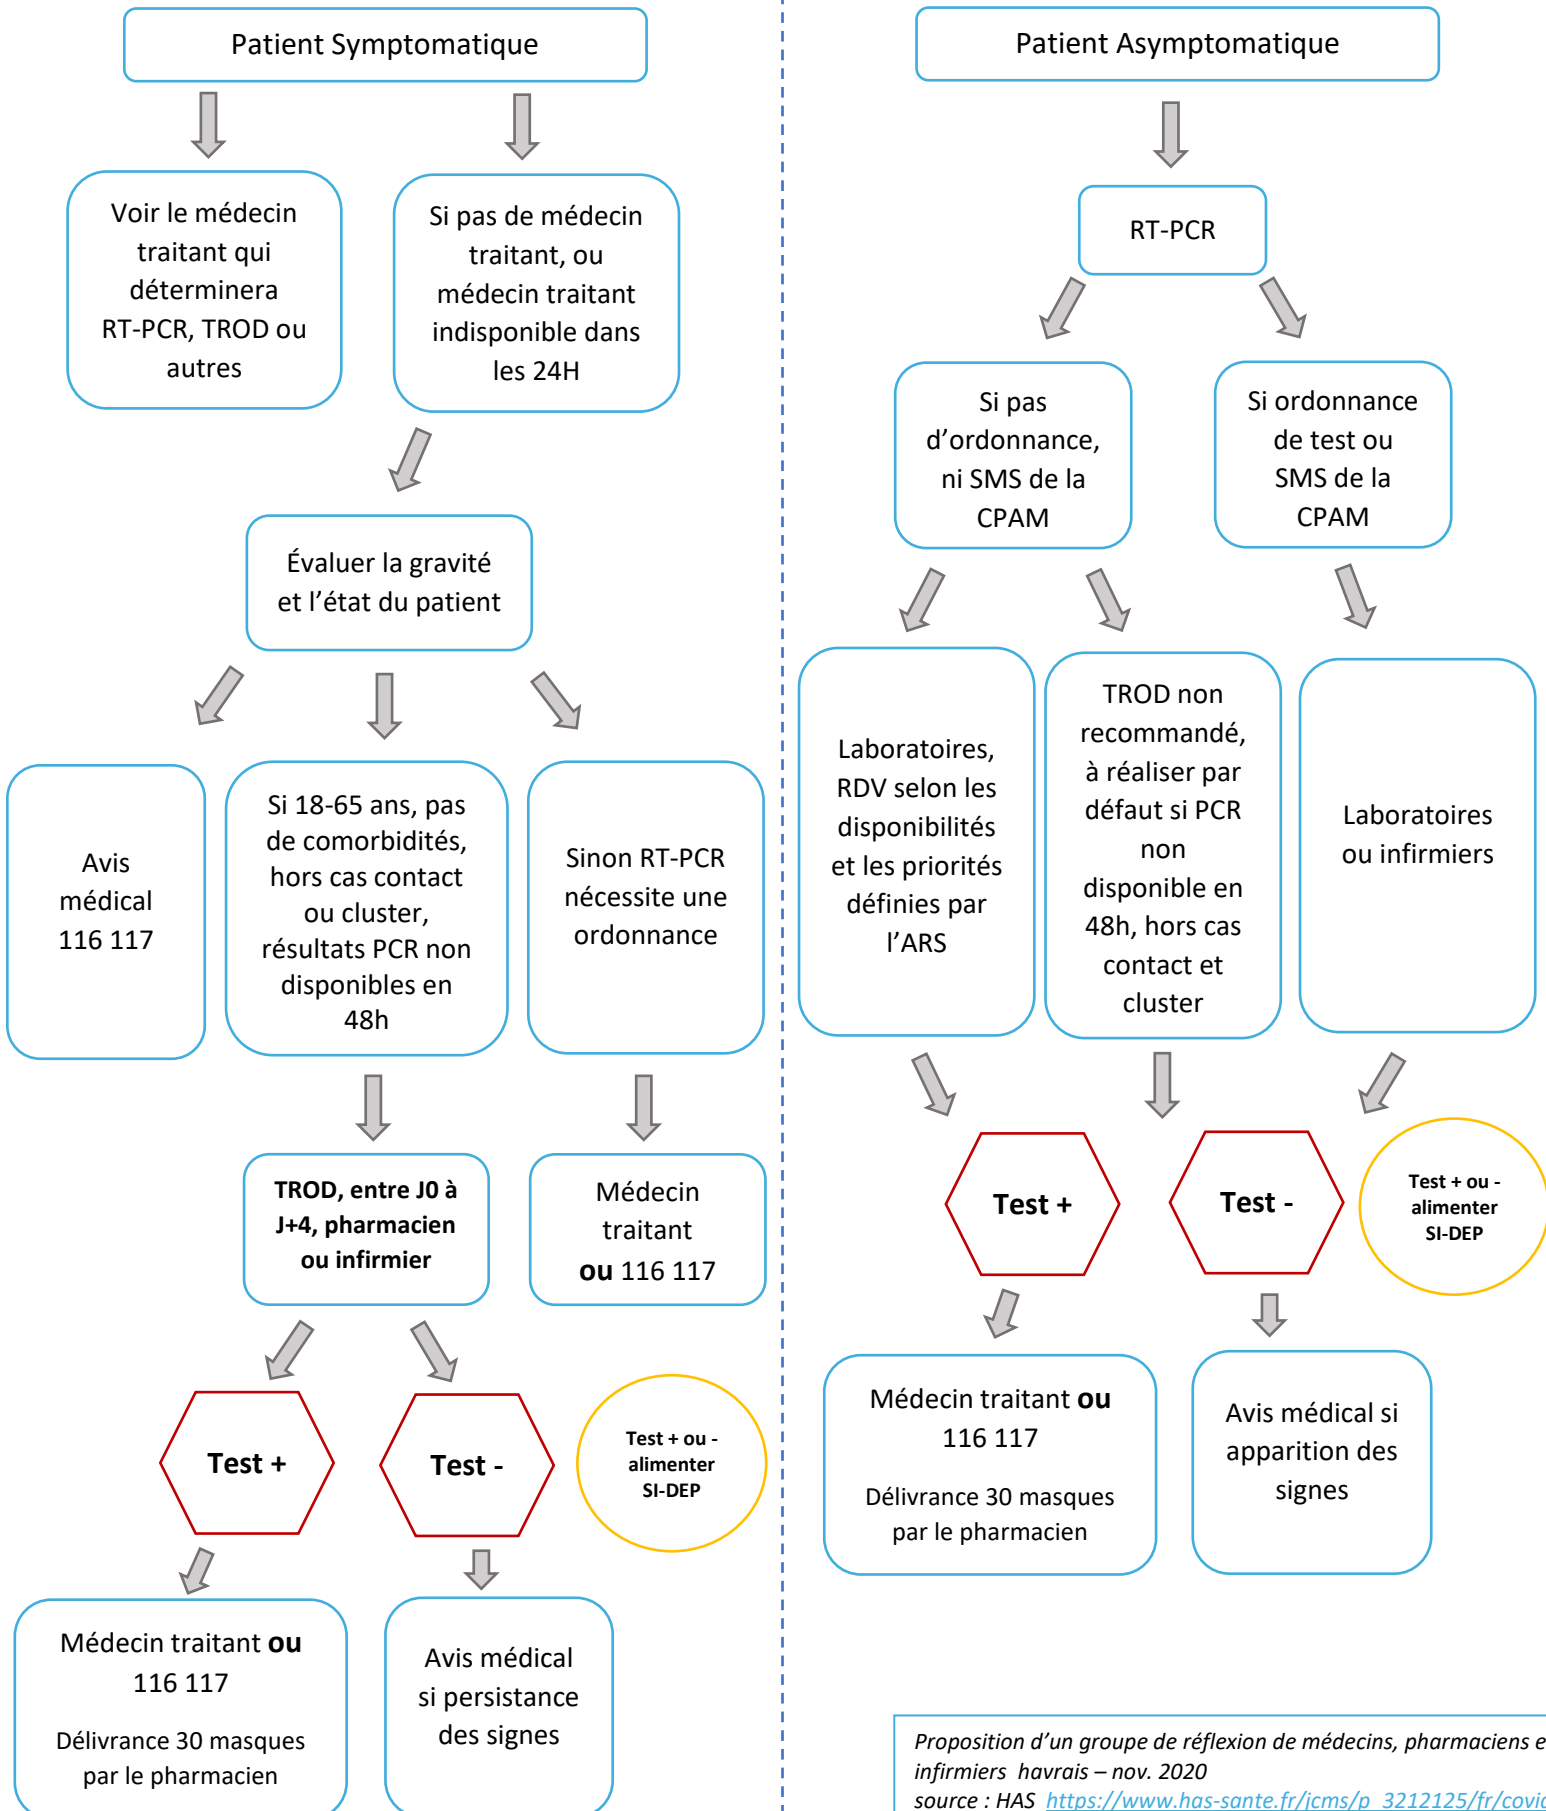 Patient Symptomatique
Voir le médecin
traitant qui
déterminera
RT-PCR, TROD ou
autres
Si pas de médecin
traitant, ou
médecin traitant
indisponible dans
les 24H
Évaluer la gravité
et l’état du patient
Avis
médical
116 117
Si 18-65 ans, pas
de comorbidités,
hors cas contact
ou cluster,
résultats PCR non
disponibles en
48h
Sinon RT-PCR
nécessite une
ordonnance
TROD, entre J0 à
J+4, pharmacien
ou infirmier
Médecin
traitant
ou 116 117
Test +
Test -
Test + ou -
alimenter
SI-DEP
Médecin traitant ou
116 117
Délivrance 30 masques
par le pharmacien
Avis médical
si persistance
des signes
Patient Asymptomatique
RT-PCR
Si pas
d’ordonnance,
ni SMS de la
CPAM
Si ordonnance
de test ou
SMS de la
CPAM
Laboratoires,
RDV selon les
disponibilités
et les priorités
définies par
l’ARS
TROD non
recommandé,
à réaliser par
défaut si PCR
non
disponible en
48h, hors cas
contact et
cluster
Laboratoires
ou infirmiers
Test +
Test -
Test + ou -
alimenter
SI-DEP
Médecin traitant ou
116 117
Délivrance 30 masques
par le pharmacien
Avis médical si
apparition des
signes
Proposition d’un groupe de réflexion de médecins, pharmaciens e
infirmiers havrais – nov. 2020
source : HAS https://www.has-sante.fr/jcms/p_3212125/fr/covid